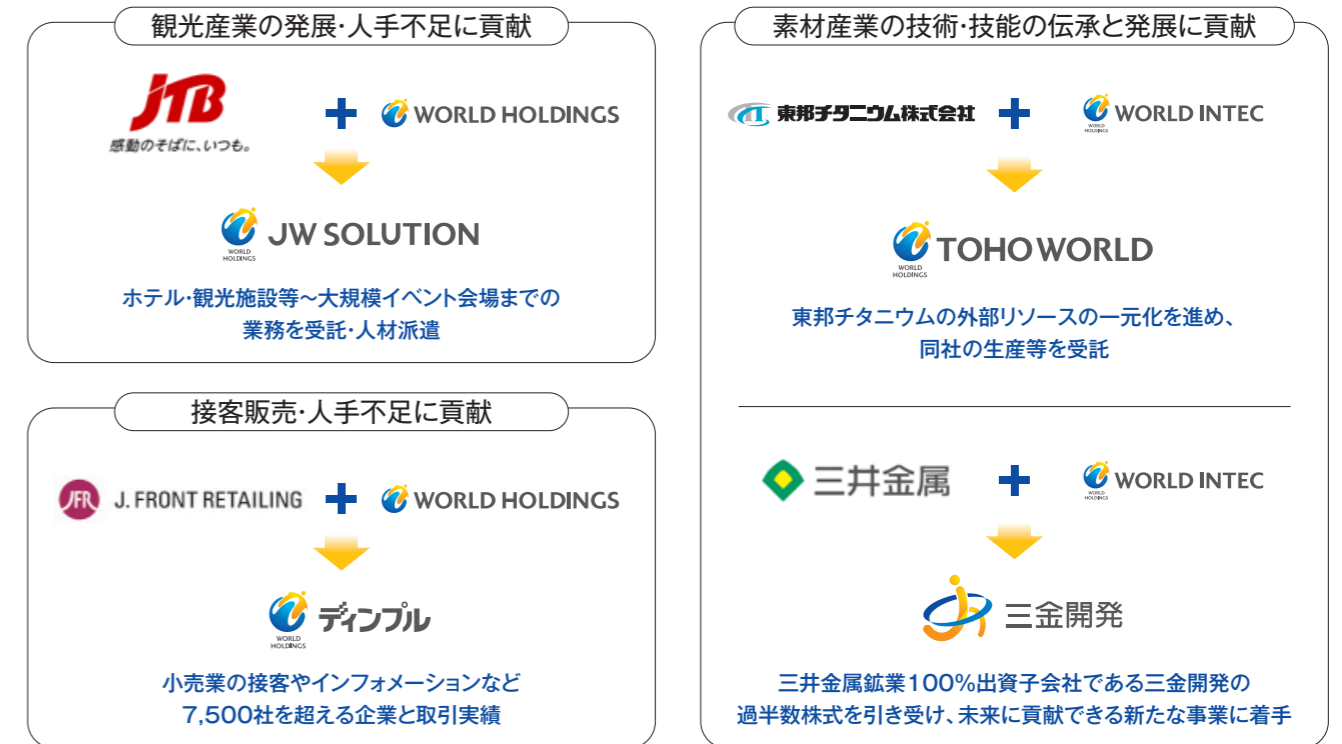 観光産業の発展・人手不足に貢献
JTB
感動のそばに、いつも。
WORLD HOLDINGS
WORLD HOLDINGS
JW SOLUTION
ホテル・観光施設等～大規模イベント会場までの
業務を受託・人材派遣
接客販売・人手不足に貢献
JFR J. FRONT RETAILING
WORLD HOLDINGS
WORLD HOLDINGS
ディンプル
小売業の接客やインフォメーションなど
7,500社を超える企業と取引実績
素材産業の技術・技能の伝承と発展に貢献
東邦チタニウム株式会社
WORLD HOLDINGS
WORLD INTEC
WORLD HOLDINGS
TOHO WORLD
東邦チタニウムの外部リソースの一元化を進め、
同社の生産等を受託
三井金属
WORLD HOLDINGS
WORLD INTEC
三金開発
三井金属鉱業100%出資子会社である三金開発の
過半数株式を引き受け、未来に貢献できる新たな事業に着手